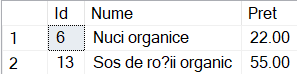 Id Nume Pret
1 6 Nuci organice 22.00
2 13 Sos de ro?ii organic 55.00